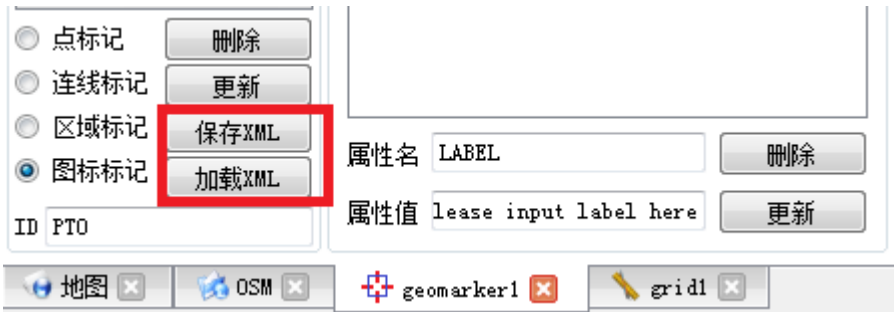 点标记 删除
连线标记 更新
区域标记 保存XML
图标标记 加载XML
ID PT0
属性名 LABEL 删除
属性值 lease input label here 更新
地图 OSM geomarker1 grid1